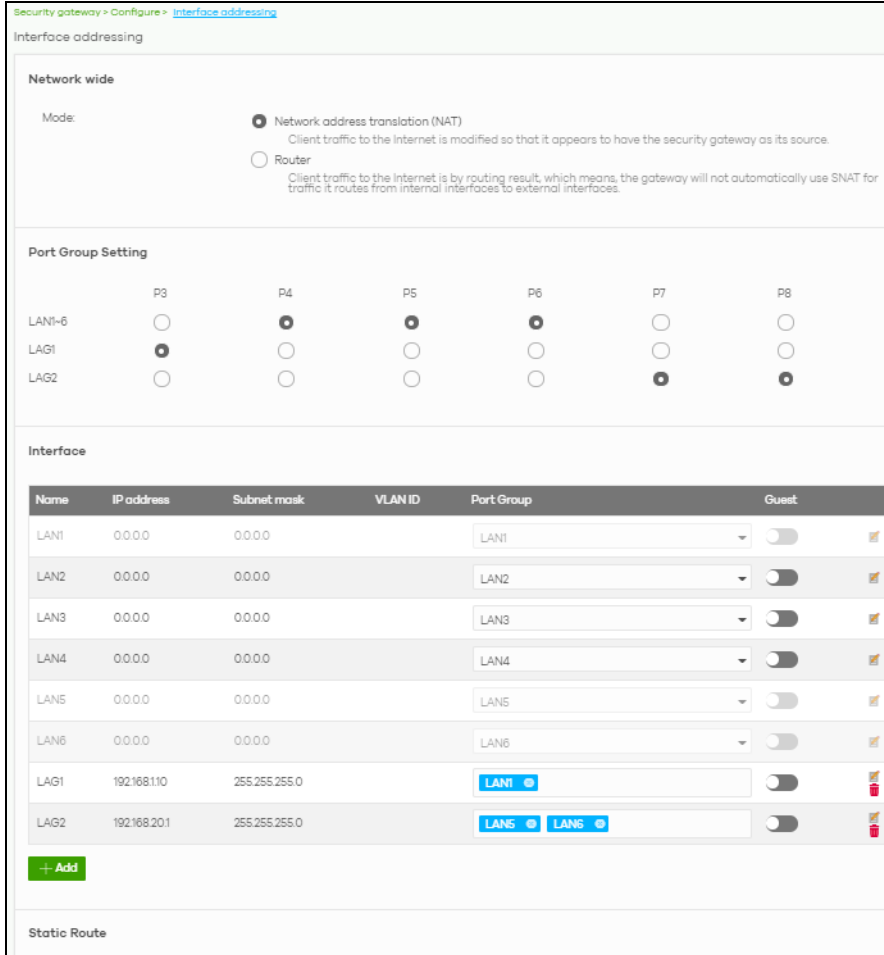 Security gateway > Configure > Interface addressing
Interface addressing
Network wide
Mode:
Network address translation (NAT)
Client traffic to the Internet is modified so that it appears to have the security gateway as its source.
Router
Client traffic to the Internet is by routing result, which means, the gateway will not automatically use SNAT for
traffic it routes from internal interfaces to external interfaces.
Port Group Setting
P3 P4 P5 P6 P7 P8
LAN1~6
LAG1
LAG2
Interface
Name IP address Subnet mask VLAN ID Port Group Guest
LAN1 0.0.0.0 0.0.0.0 LAN1
LAN2 0.0.0.0 0.0.0.0 LAN2
LAN3 0.0.0.0 0.0.0.0 LAN3
LAN4 0.0.0.0 0.0.0.0 LAN4
LAN5 0.0.0.0 0.0.0.0 LAN5
LAN6 0.0.0.0 0.0.0.0 LAN6
LAG1 192.168.1.10 255.255.255.0 LAN1
LAG2 192.168.20.1 255.255.255.0 LAN5 LAN6
+ Add
Static Route